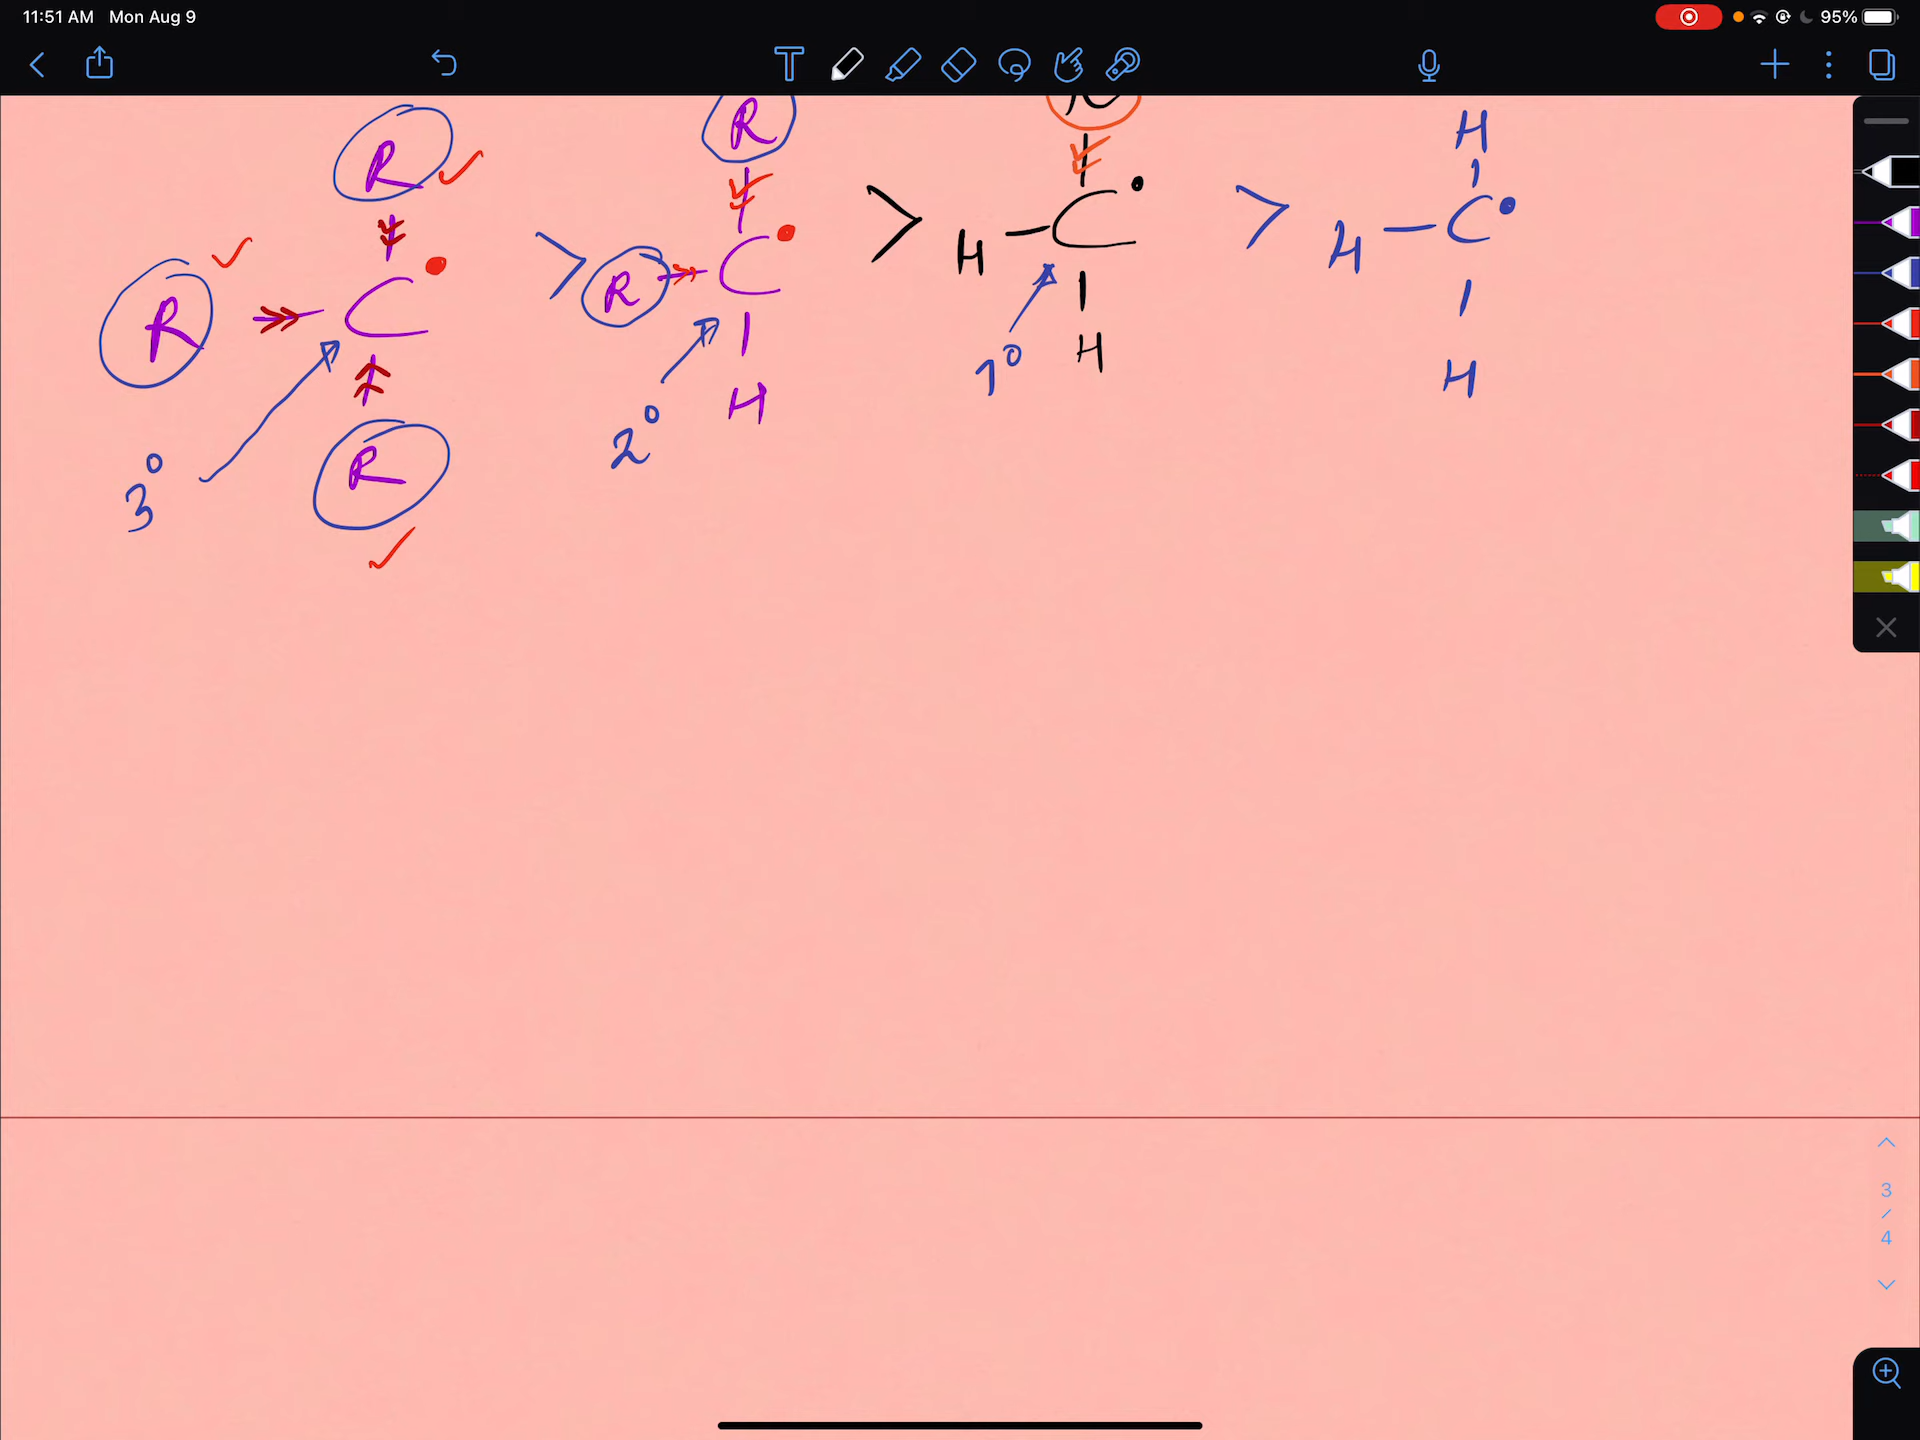 11:51 AM Mon Aug 9 95%
R R H
R C > R C > H C > H C
R H H H
3° 2° 1°
3
/
4